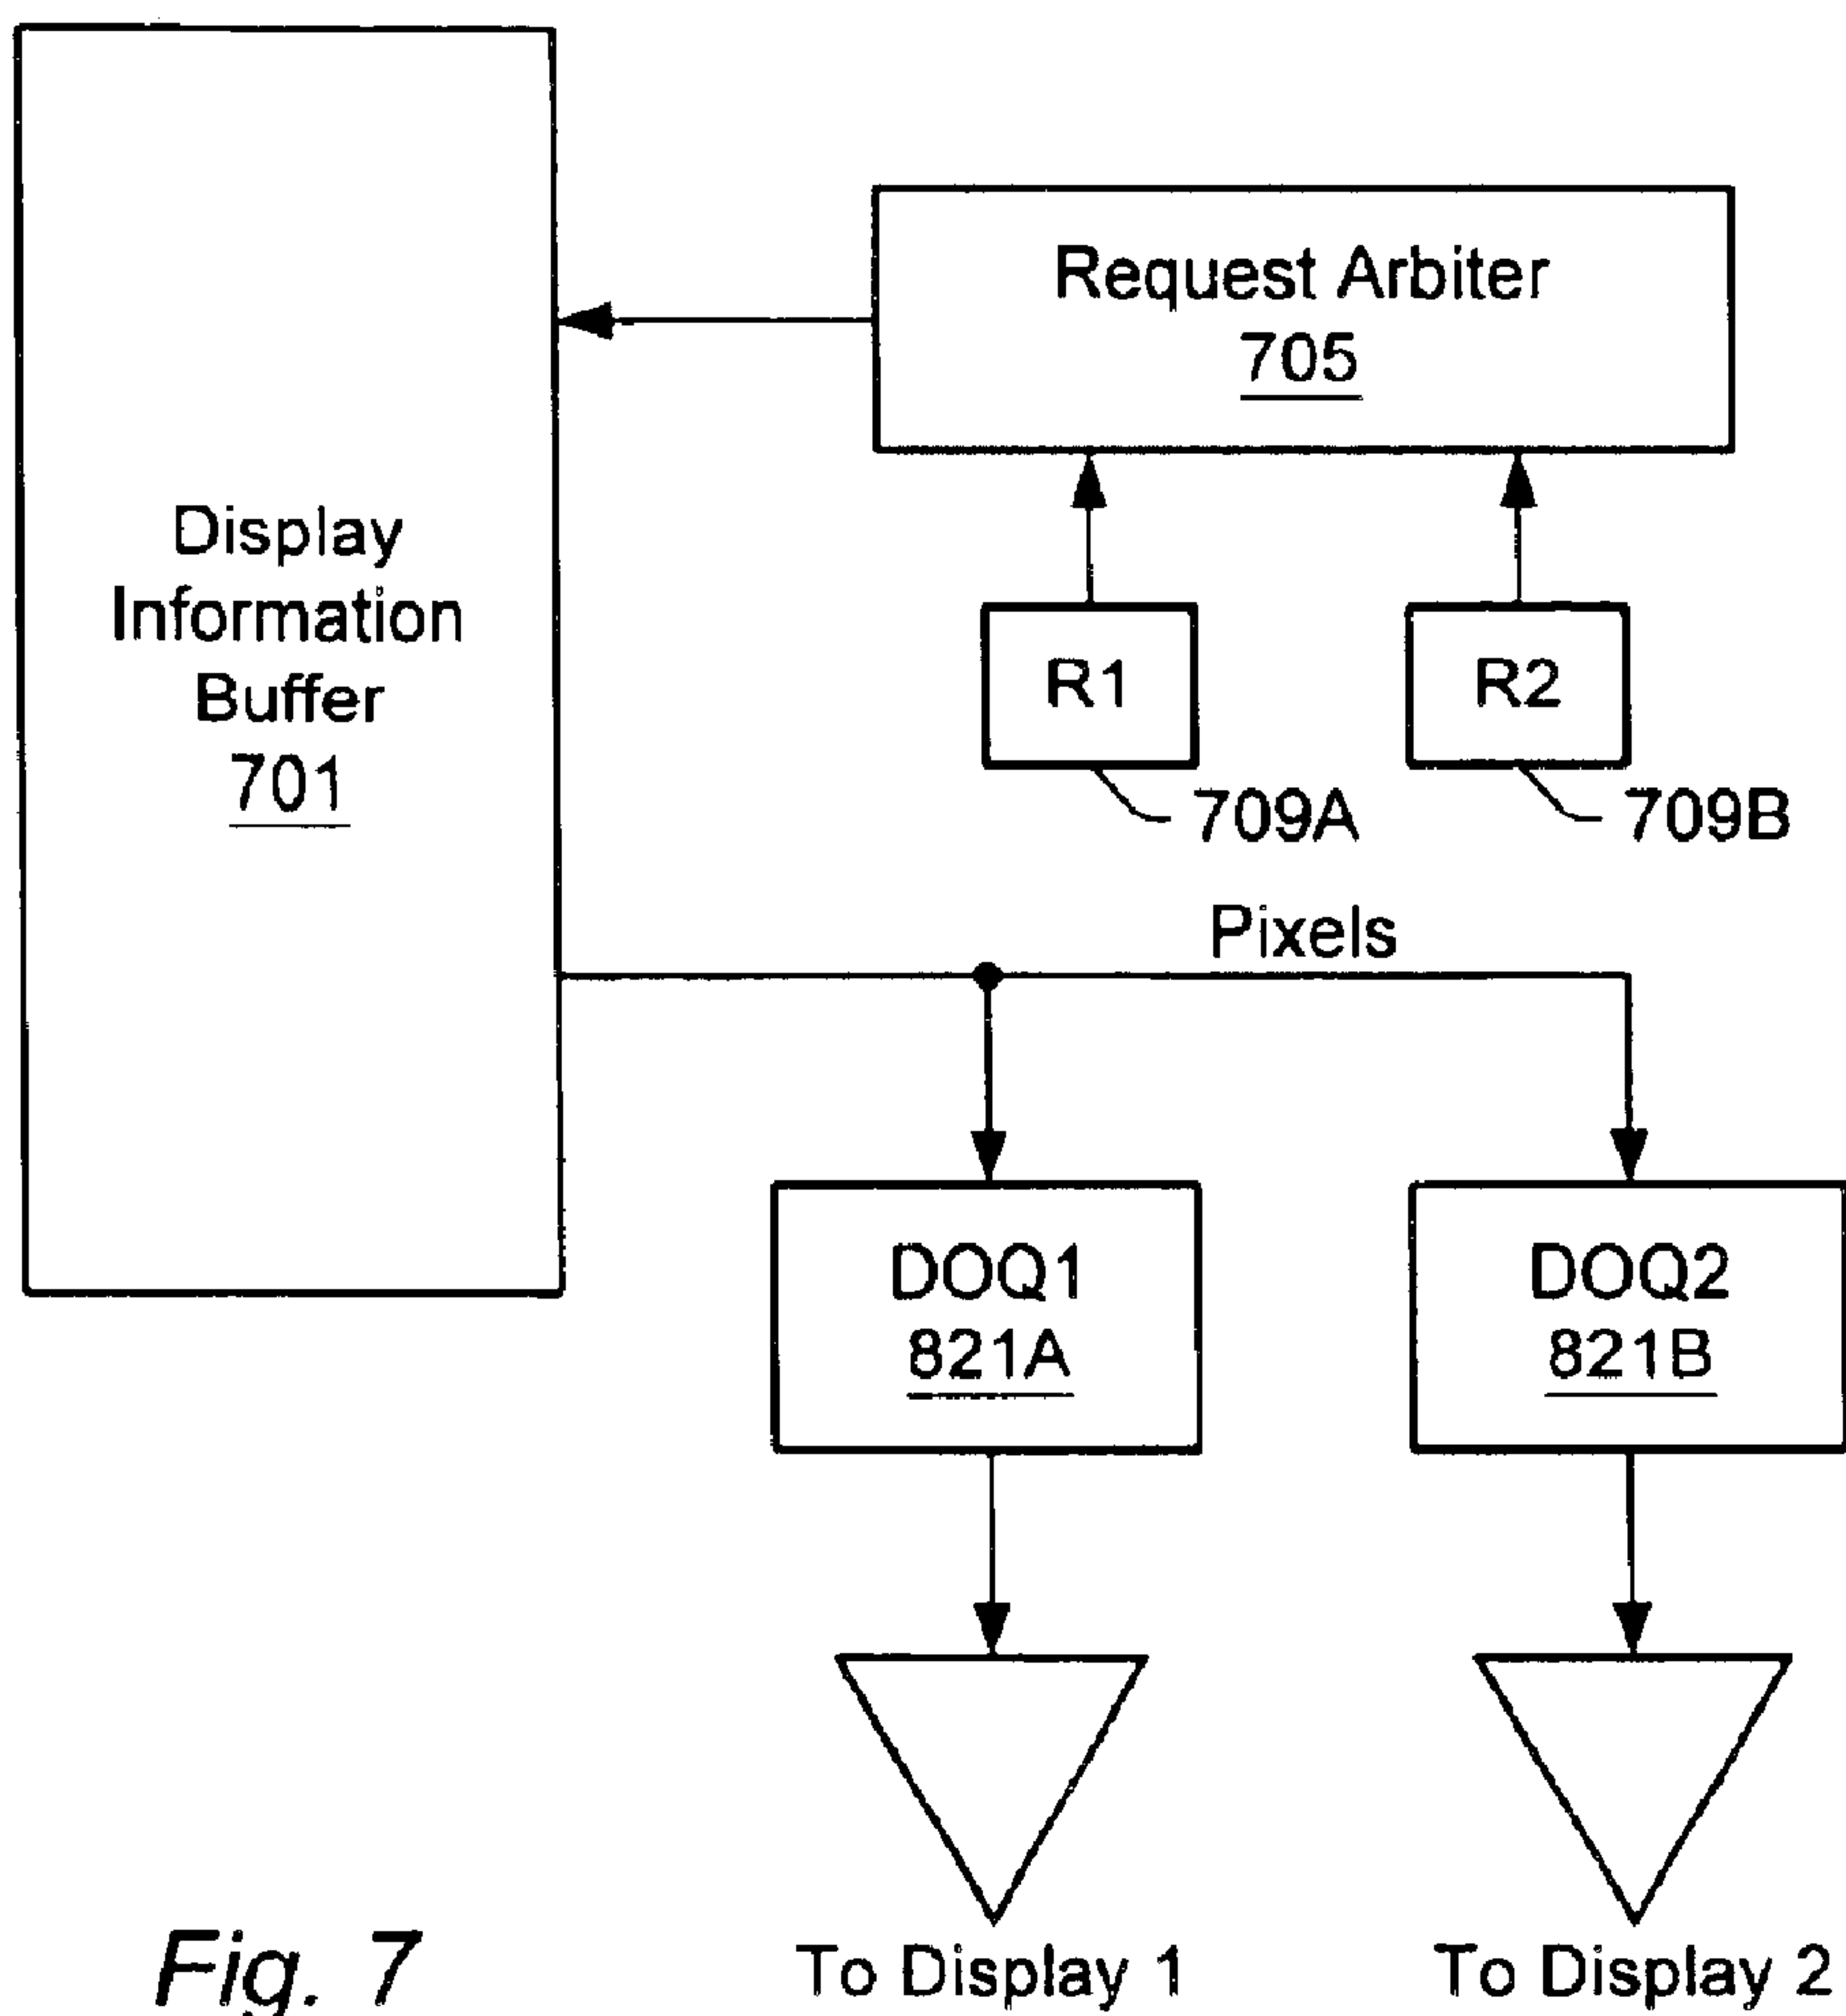 Request Arbiter
705
Display
Information
Buffer
701
R1
R2
709A
709B
Pixels
DOQ1
821A
DOQ2
821B
To Display 1
To Display 2
Fig. 7